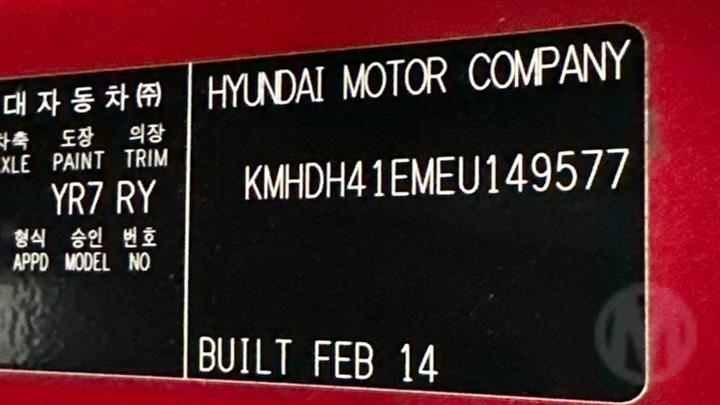 대자동차㈜
차축 도장 의장
XLE PAINT TRIM
YR7 RY
형식 승인 번호
APPD MODEL NO
HYUNDAI MOTOR COMPANY
KMHDH41EMEU149577
BUILT FEB 14
M